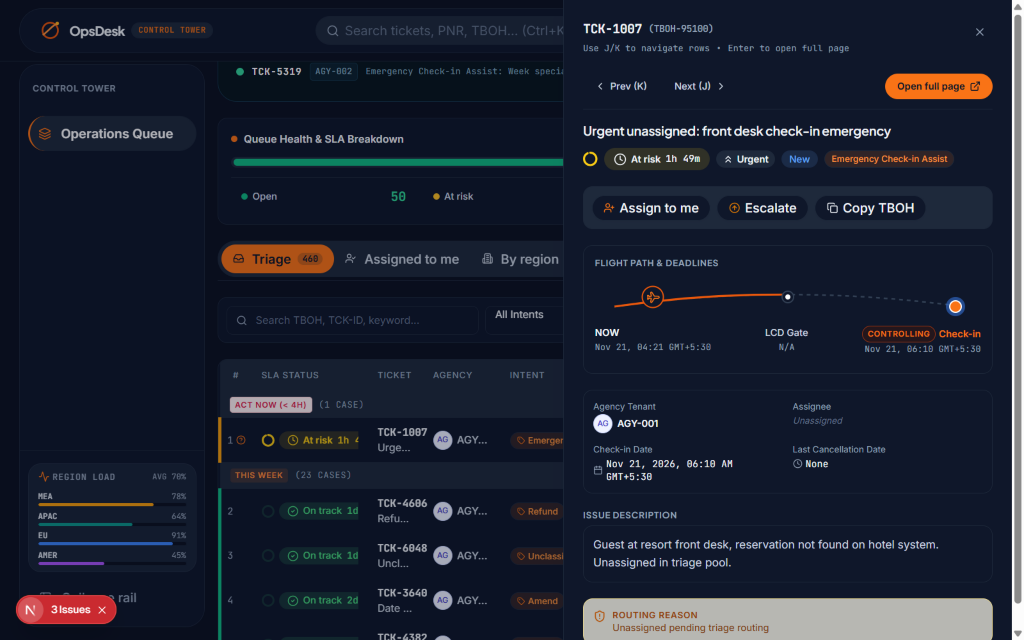 OpsDesk CONTROL TOWER
Search tickets, PNR, TBOH... (Ctrl+K
CONTROL TOWER
Operations Queue
REGION LOAD AVG 70%
MEA 78%
APAC 64%
EU 91%
AMER 45%
rail
N 3 Issues
TCK-5319 AGY-002 Emergency Check-in Assist: Week specia
Queue Health & SLA Breakdown
Open 50 At risk
Triage 460 Assigned to me By region
Search TBOH, TCK-ID, keyword... All Intents
# SLA STATUS TICKET AGENCY INTENT
ACT NOW (< 4H) (1 CASE)
1 At risk 1h 4 TCK-1007 Urge... AG AGY... Emergen
THIS WEEK (23 CASES)
2 On track 1d TCK-4606 Refu... AG AGY... Refund
3 On track 1d TCK-6048 Uncl... AG AGY... Unclassi
4 On track 2d TCK-3640 Date ... AG AGY... Amend
TCK-4382
TCK-1007 (TBOH-95100)
Use J/K to navigate rows • Enter to open full page
Prev (K) Next (J) Open full page
Urgent unassigned: front desk check-in emergency
At risk 1h 49m Urgent New Emergency Check-in Assist
Assign to me Escalate Copy TBOH
FLIGHT PATH & DEADLINES
NOW LCD Gate CONTROLLING Check-in
Nov 21, 04:21 GMT+5:30 N/A Nov 21, 06:10 GMT+5:30
Agency Tenant Assignee
AG AGY-001 Unassigned
Check-in Date Last Cancellation Date
Nov 21, 2026, 06:10 AM None
GMT+5:30
ISSUE DESCRIPTION
Guest at resort front desk, reservation not found on hotel system.
Unassigned in triage pool.
ROUTING REASON
Unassigned pending triage routing